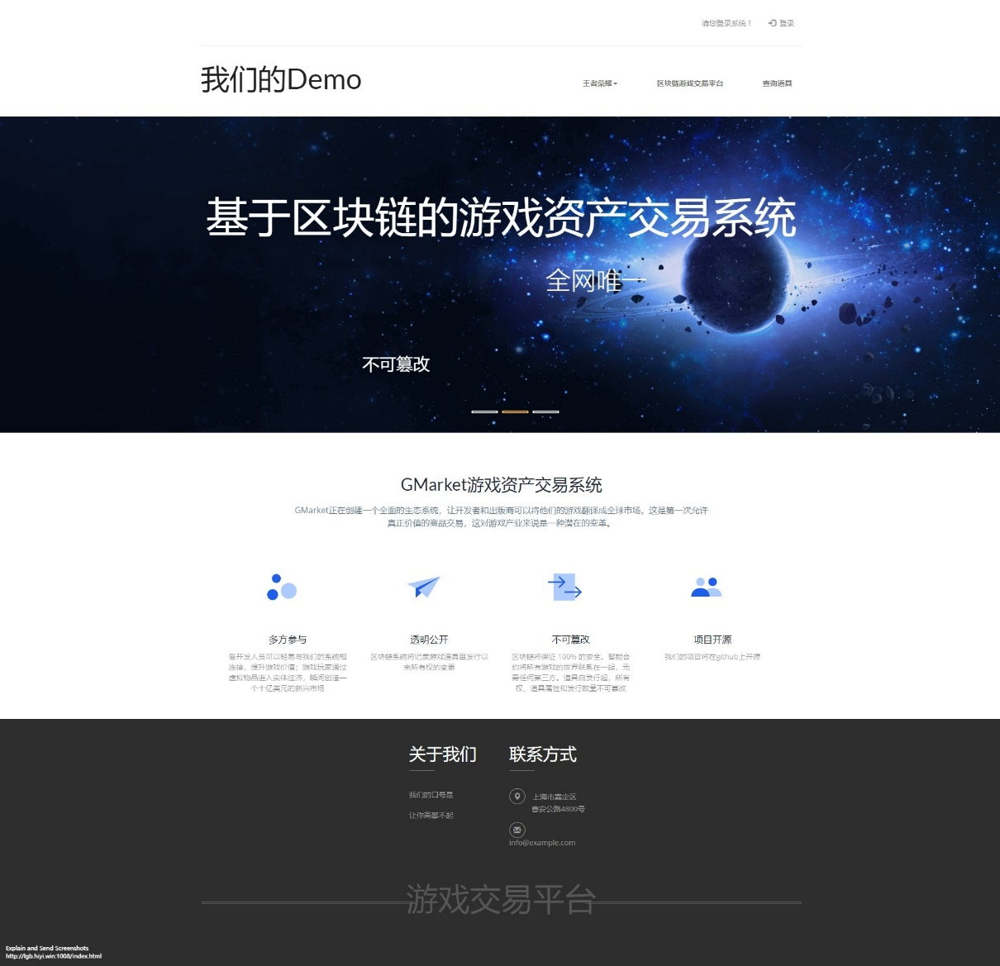 请您登录系统！ 登录
我们的Demo
王者荣耀 区块链游戏交易平台 查询道具
基于区块链的游戏资产交易系统
全网唯一
不可篡改
GMarket游戏资产交易系统
GMarket正在创建一个全面的生态系统，让开发者和出版商可以将他们的游戏翻译成全球市场。这是第一次允许
真正价值的商品交易，这对游戏产业来说是一种潜在的变革。
多方参与
各开发人员可以轻易与我们的系统相
连接，提升游戏价值；游戏玩家通过
虚拟物品进入实体经济，瞬间创造一
个十亿美元的新兴市场
透明公开
区块链系统将记录游戏道具自发行以
来所有权的变更
不可篡改
区块链将保证 100% 的安全。智能合
约将所有游戏的世界联系在一起，无
需任何第三方。道具自发行起，所有
权、道具属性和发行数量不可篡改
项目开源
我们的项目将在github上开源
关于我们
我们的口号是
让你高攀不起
联系方式
上海市嘉定区
曹安公路4800号
info@example.com
游戏交易平台
Explain and Send Screenshots
http://lgb.hiyi.win:1008/index.html